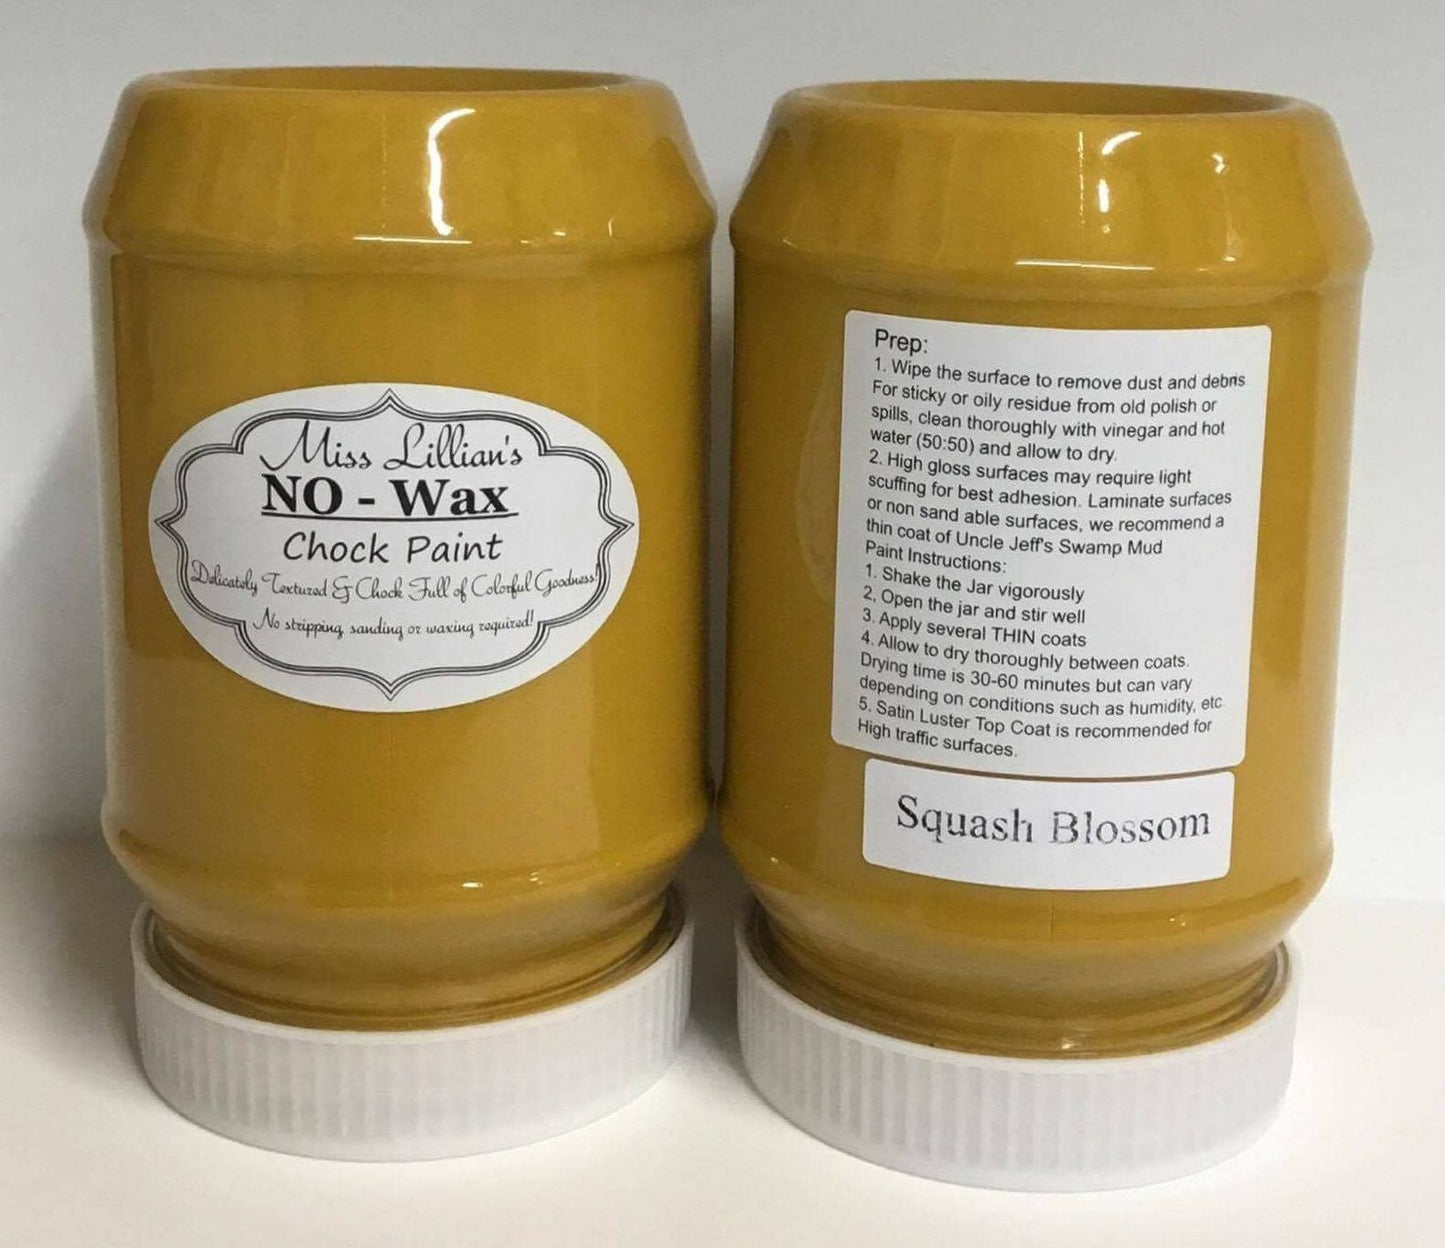 Miss Lillian's
NO - Wax
Chock Paint
Delicately Textured & Chock Full of Colorful Goodness!
No stripping, sanding or waxing required!
Prep:
1. Wipe the surface to remove dust and debris
For sticky or oily residue from old polish or
spills, clean thoroughly with vinegar and hot
water (50:50) and allow to dry.
2. High gloss surfaces may require light
scuffing for best adhesion. Laminate surfaces
or non sand able surfaces, we recommend a
thin coat of Uncle Jeff's Swamp Mud
Paint Instructions:
1. Shake the Jar vigorously
2, Open the jar and stir well
3. Apply several THIN coats
4. Allow to dry thoroughly between coats.
Drying time is 30-60 minutes but can vary
depending on conditions such as humidity, etc
5. Satin Luster Top Coat is recommended for
High traffic surfaces.
Squash Blossom